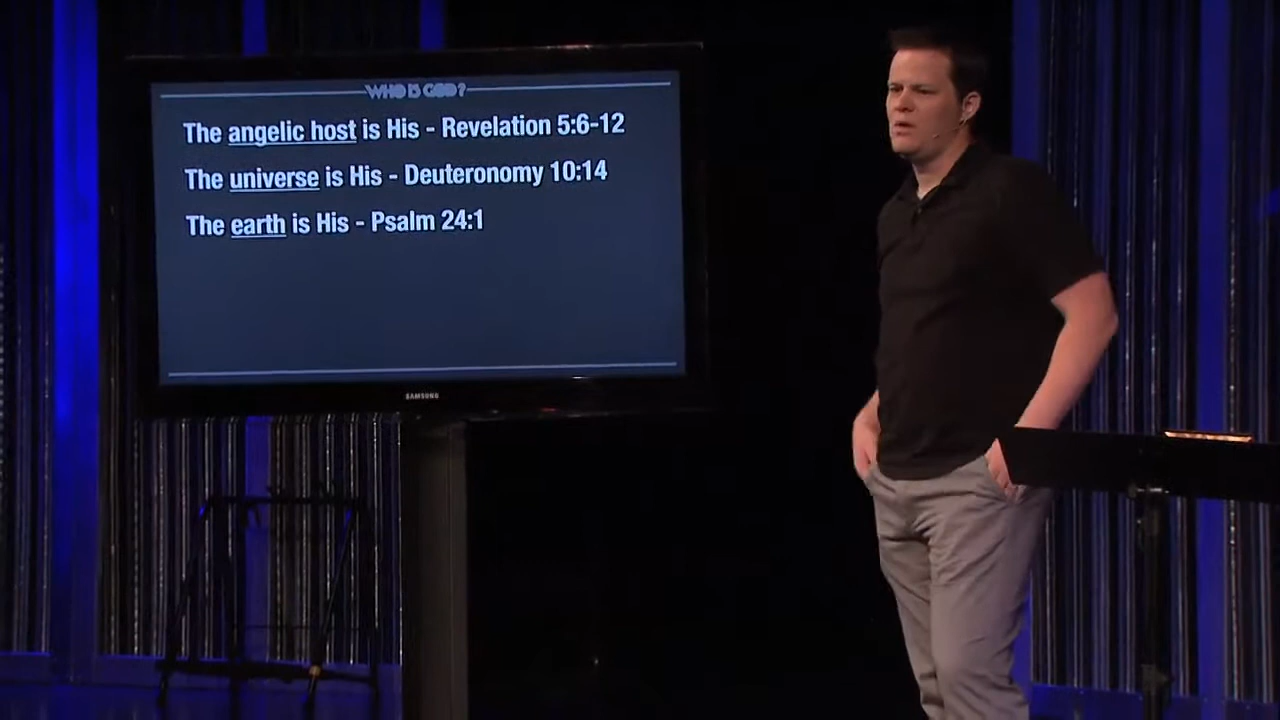 WHO IS GOD?
The angelic host is His - Revelation 5:6-12
The universe is His - Deuteronomy 10:14
The earth is His - Psalm 24:1
SAMSUNG